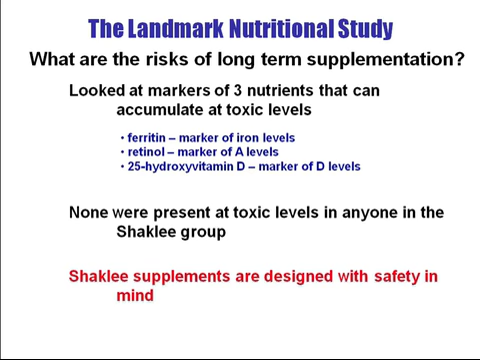 The Landmark Nutritional Study
What are the risks of long term supplementation?
Looked at markers of 3 nutrients that can
accumulate at toxic levels
• ferritin – marker of iron levels
• retinol – marker of A levels
• 25-hydroxyvitamin D – marker of D levels
None were present at toxic levels in anyone in the
Shaklee group
Shaklee supplements are designed with safety in
mind